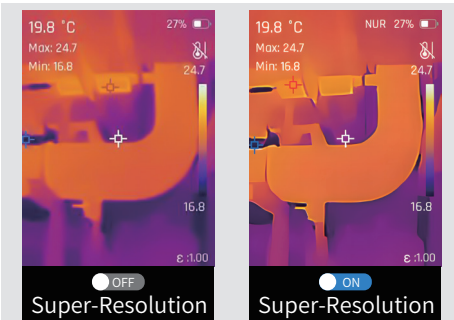 19.8 °C
27%
Max: 24.7
Min: 16.8
24.7
16.8
ε :1.00
OFF
Super-Resolution
19.8 °C
NUR 27%
Max: 24.7
Min: 16.8
24.7
16.8
ε :1.00
ON
Super-Resolution